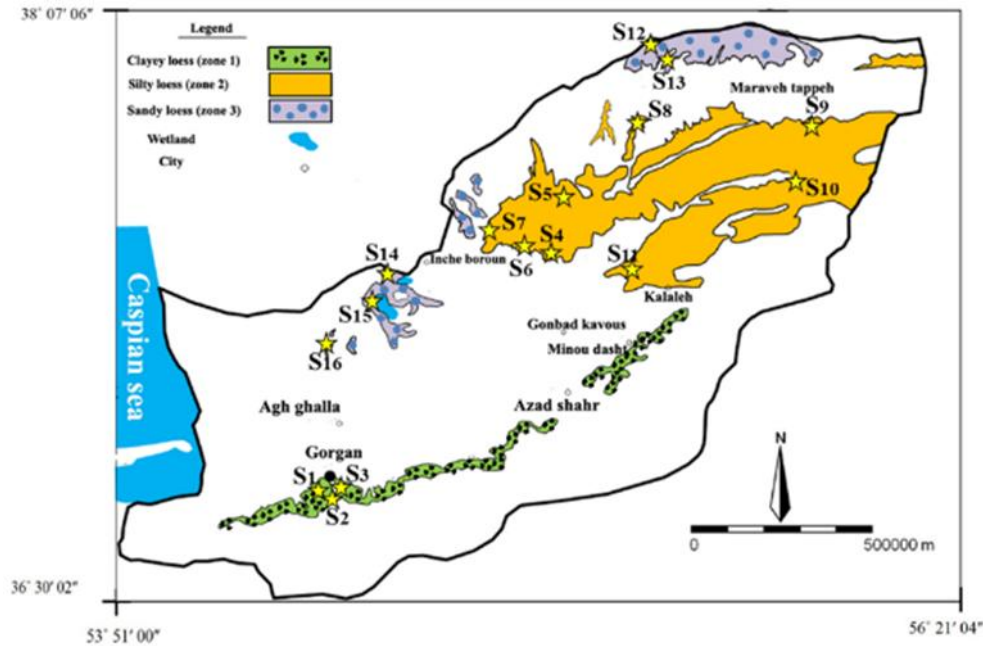 38° 07′ 06″
Legend
Clayey loess (zone 1)
Silty loess (zone 2)
Sandy loess (zone 3)
Wetland
City
S12
S13
Maraveh tappeh
S8
S9
S5
S10
S7
S4
S6
Inche boroun
S11
S14
Kalaleh
S15
Gonbad kavous
Minou dasht
S16
Caspian sea
Agh ghalla
Azad shahr
Gorgan
S1
S3
S2
N
0
500000 m
36° 30′ 02″
53° 51′ 00″
56° 21′ 04″